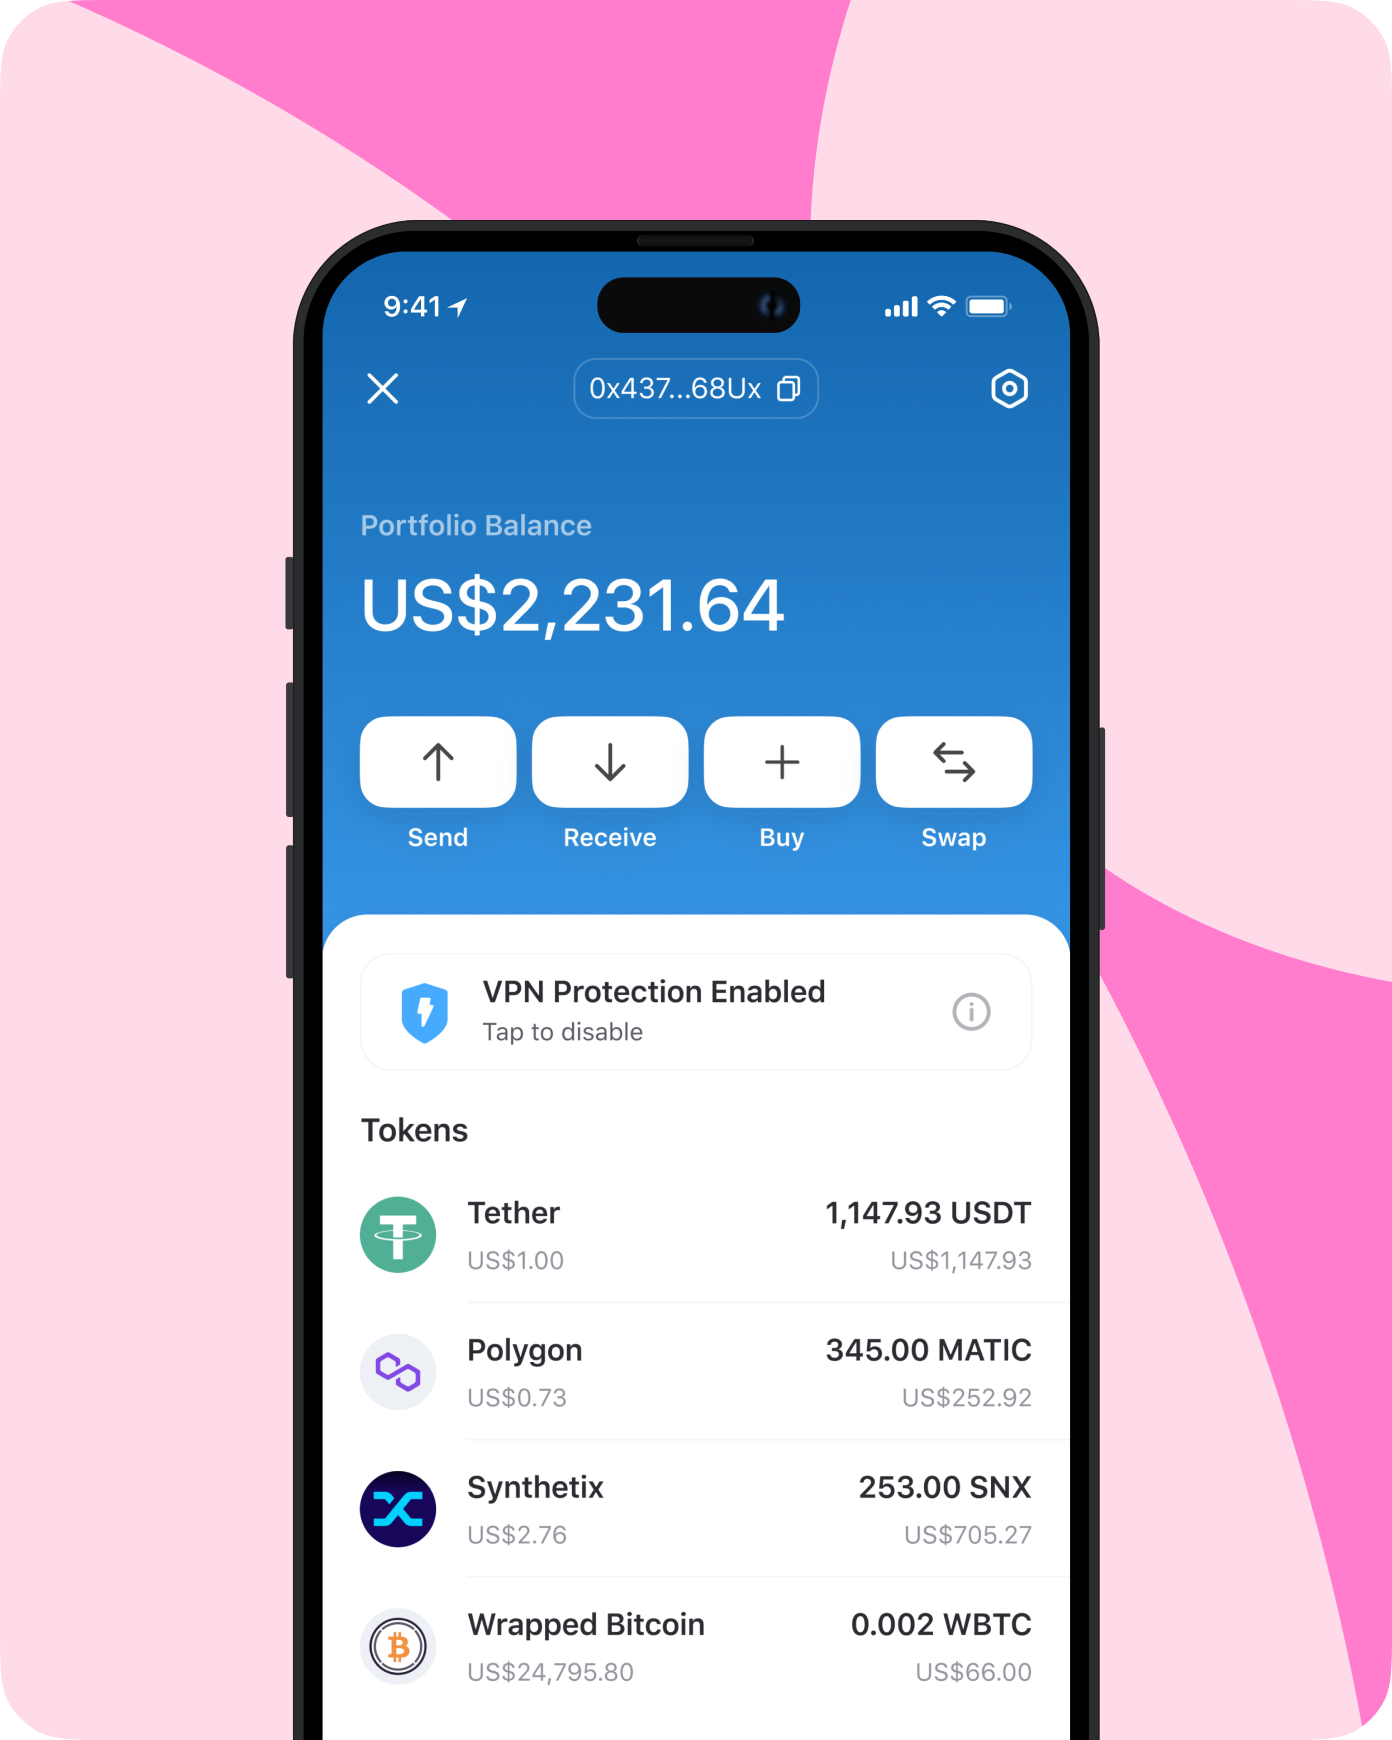 9:41
0x437...68Ux
Portfolio Balance
US$2,231.64
Send Receive Buy Swap
VPN Protection Enabled
Tap to disable
Tokens
Tether 1,147.93 USDT
US$1.00 US$1,147.93
Polygon 345.00 MATIC
US$0.73 US$252.92
Synthetix 253.00 SNX
US$2.76 US$705.27
Wrapped Bitcoin 0.002 WBTC
US$24,795.80 US$66.00